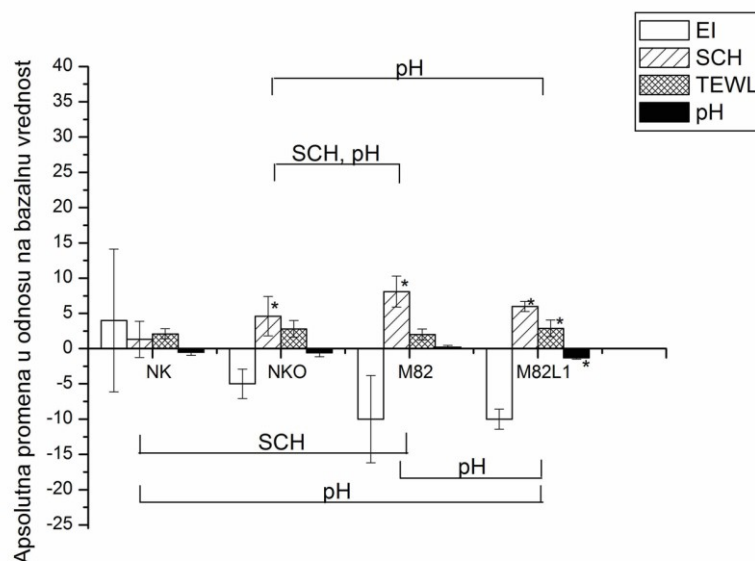 EI
SCH
TEWL
pH
Apsolutna promena u odnosu na bazalnu vrednost
40
35
30
25
20
15
10
5
0
-5
-10
-15
-20
-25
pH
SCH, pH
*
*
*
*
*
NK
NKO
M82
M82L1
SCH
pH
pH